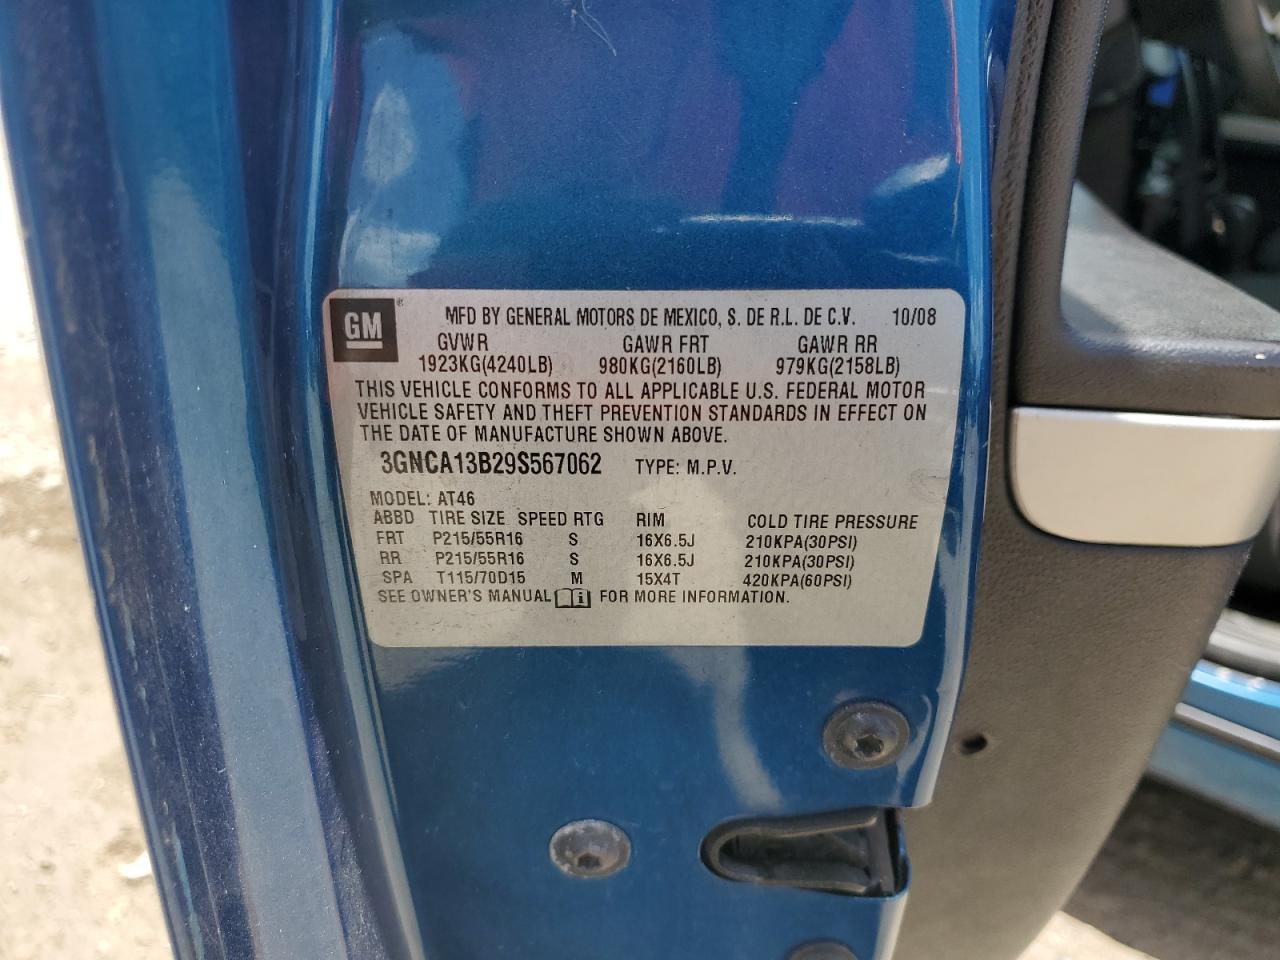 GM ®
MFD BY GENERAL MOTORS DE MEXICO, S. DE R.L. DE C.V. 10/08
GVWR GAWR FRT GAWR RR
1923KG(4240LB) 980KG(2160LB) 979KG(2158LB)
THIS VEHICLE CONFORMS TO ALL APPLICABLE U.S. FEDERAL MOTOR
VEHICLE SAFETY AND THEFT PREVENTION STANDARDS IN EFFECT ON
THE DATE OF MANUFACTURE SHOWN ABOVE.
3GNCA13B29S567062 TYPE: M.P.V.
MODEL: AT46
ABBD TIRE SIZE SPEED RTG RIM COLD TIRE PRESSURE
FRT P215/55R16 S 16X6.5J 210KPA(30PSI)
RR P215/55R16 S 16X6.5J 210KPA(30PSI)
SPA T115/70D15 M 15X4T 420KPA(60PSI)
SEE OWNER'S MANUAL i FOR MORE INFORMATION.